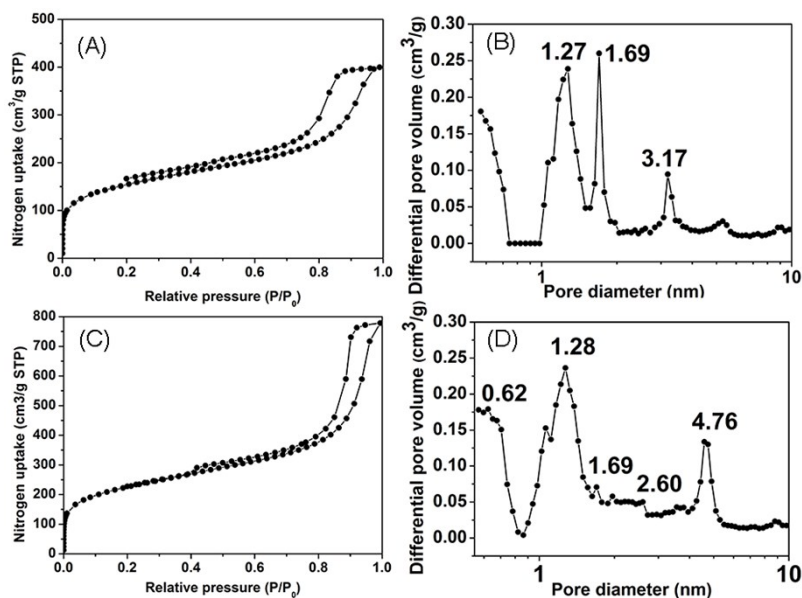 (A)
Nitrogen uptake (cm³/g STP)
500
400
300
200
100
0
0.0 0.2 0.4 0.6 0.8 1.0
Relative pressure (P/P₀)
(B)
Differential pore volume (cm³/g)
0.30
0.25
0.20
0.15
0.10
0.05
0.00
1.27
1.69
3.17
1 10
Pore diameter (nm)
(C)
Nitrogen uptake (cm3/g STP)
800
700
600
500
400
300
200
100
0
0.0 0.2 0.4 0.6 0.8 1.0
Relative pressure (P/P₀)
(D)
Differential pore volume (cm³/g)
0.30
0.25
0.20
0.15
0.10
0.05
0.00
0.62
1.28
1.69
2.60
4.76
1 10
Pore diameter (nm)